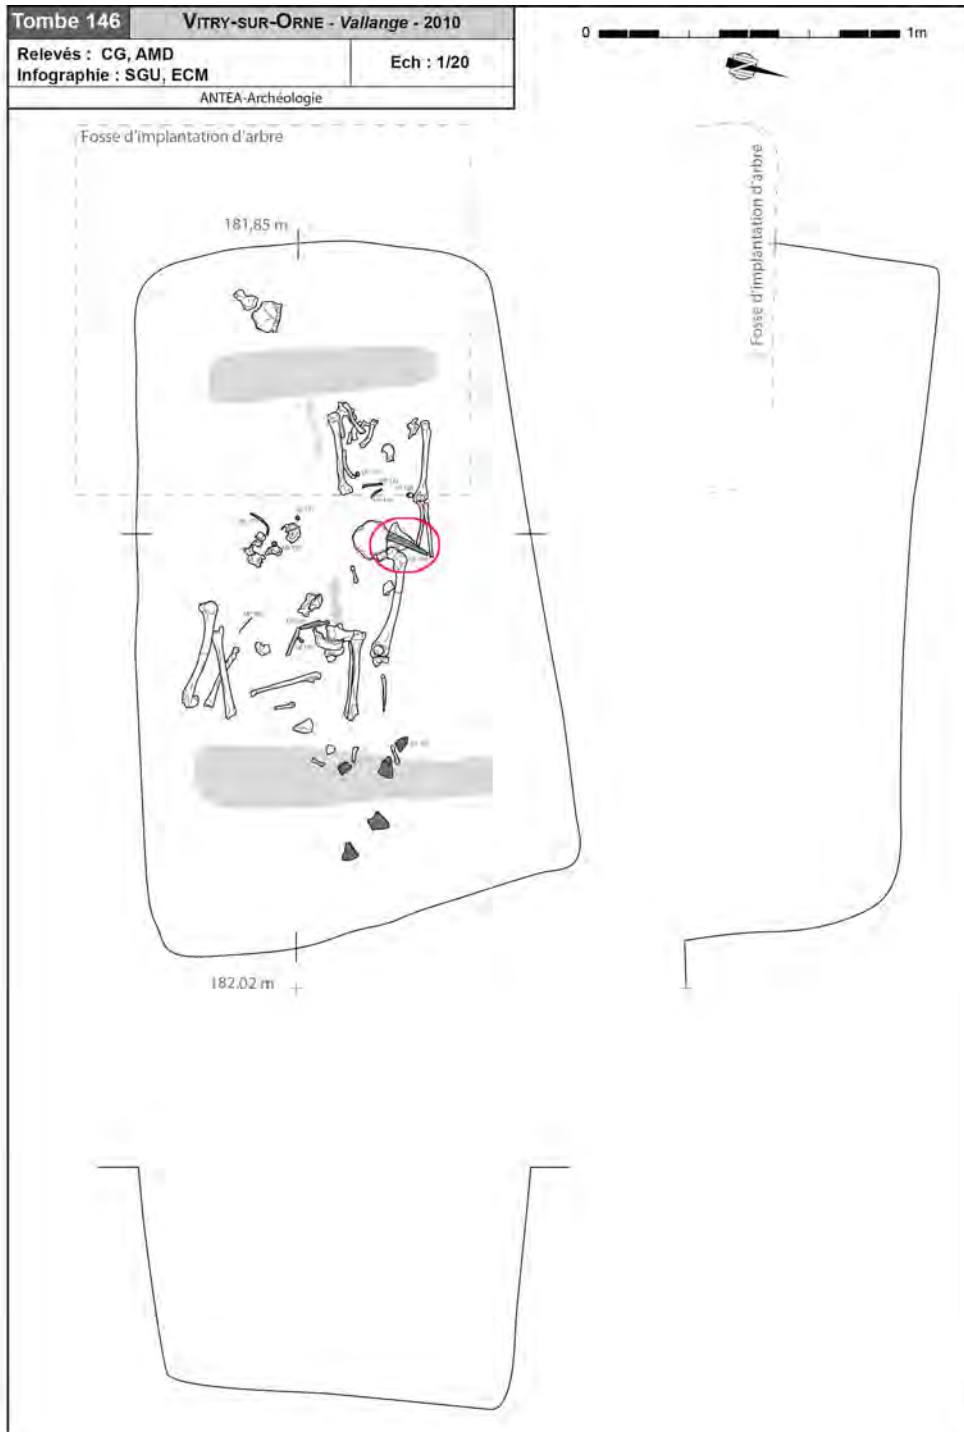 Tombe 146
VITRY-SUR-ORNE - Vallange - 2010
Relevés : CG, AMD
Infographie : SGU, ECM
Ech : 1/20
ANTEA-Archéologie
0 1m
Fosse d'implantation d'arbre
Fosse d'implantation d'arbre
181,85 m
182,02 m